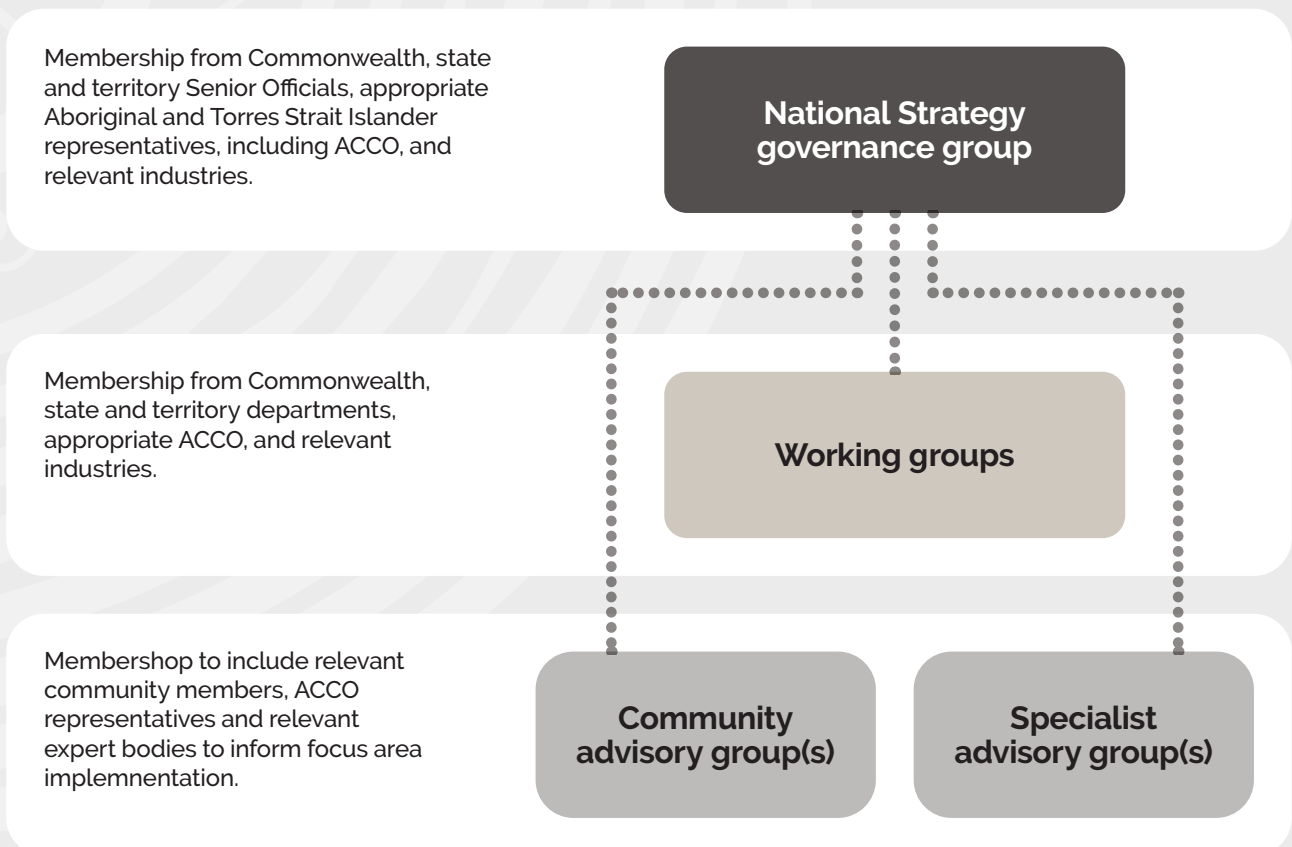 Membership from Commonwealth, state
and territory Senior Officials, appropriate
Aboriginal and Torres Strait Islander
representatives, including ACCO, and
relevant industries.
National Strategy
governance group
Membership from Commonwealth,
state and territory departments,
appropriate ACCO, and relevant
industries.
Working groups
Membershop to include relevant
community members, ACCO
representatives and relevant
expert bodies to inform focus area
implemnentation.
Community
advisory group(s)
Specialist
advisory group(s)